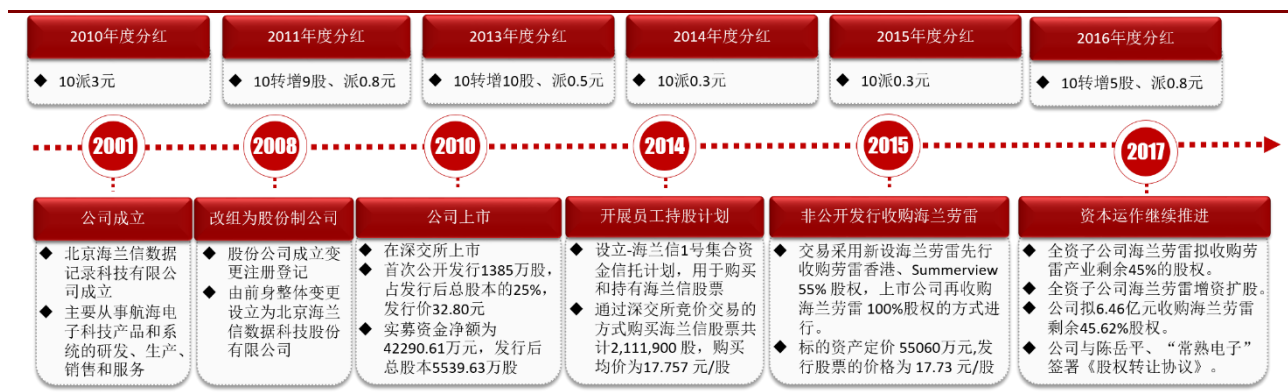 2010年度分红
◆ 10派3元
2011年度分红
◆ 10转增9股、派0.8元
2013年度分红
◆ 10转增10股、派0.5元
2014年度分红
◆ 10派0.3元
2015年度分红
◆ 10派0.3元
2016年度分红
◆ 10转增5股、派0.8元
2001
2008
2010
2014
2015
2017
公司成立
◆ 北京海兰信数据
记录科技有限公
司成立
◆ 主要从事航海电
子科技产品和系
统的研发、生产、
销售和服务
改组为股份制公司
◆ 股份公司成立变
更注册登记
◆ 由前身整体变更
设立为北京海兰
信数据科技股份
有限公司
公司上市
◆ 在深交所上市
◆ 首次公开发行1385万股，
占发行后总股本的25%，
发行价32.80元
◆ 实募资金净额为
42290.61万元，发行后
总股本5539.63万股
开展员工持股计划
◆ 设立-海兰信1号集合资
金信托计划，用于购买
和持有海兰信股票
◆ 通过深交所竞价交易的
方式购买海兰信股票共
计2,111,900 股，购买
均价为17.757 元/股
非公开发行收购海兰劳雷
◆ 交易采用新设海兰劳雷先行
收购劳雷香港、Summerview
55% 股权，上市公司再收购
海兰劳雷 100%股权的方式进
行。
◆ 标的资产定价 55060万元,发
行股票的价格为 17.73 元/股
资本运作继续推进
◆ 全资子公司海兰劳雷拟收购劳
雷产业剩余45%的股权。
◆ 全资子公司海兰劳雷增资扩股。
◆ 公司拟6.46亿元收购海兰劳雷
剩余45.62%股权。
◆ 公司与陈岳平、“常熟电子”
签署《股权转让协议》。